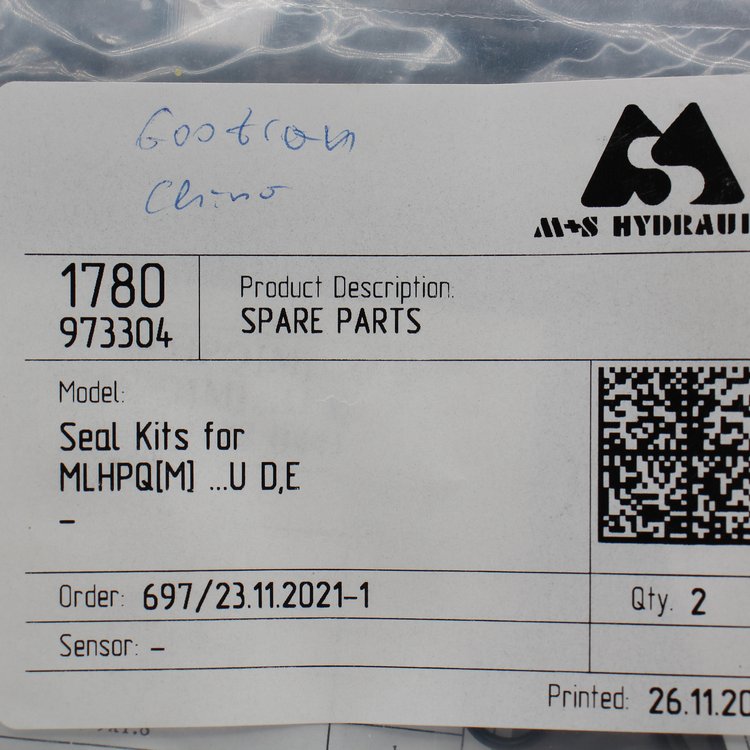 Gostran
China
M+S HYDRAUL
1780
973304
Product Description:
SPARE PARTS
Model:
Seal Kits for
MLHPQ[M] ...U D,E
-
Order: 697/23.11.2021-1
Qty. 2
Sensor: -
Printed: 26.11.20